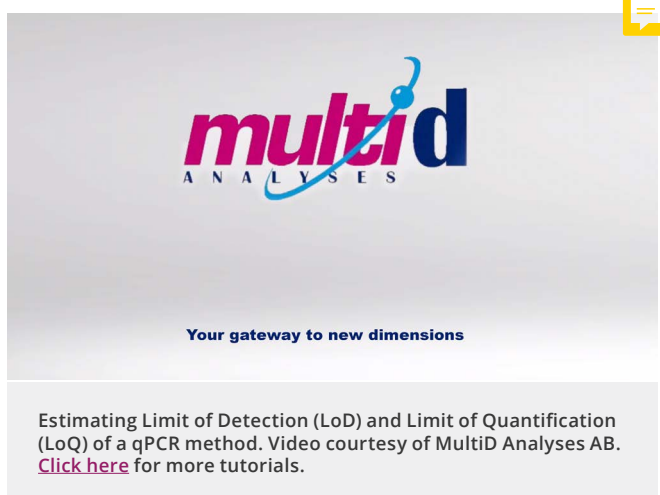 multid
ANALYSES
Your gateway to new dimensions
Estimating Limit of Detection (LoD) and Limit of Quantification
(LoQ) of a qPCR method. Video courtesy of MultiD Analyses AB.
Click here for more tutorials.